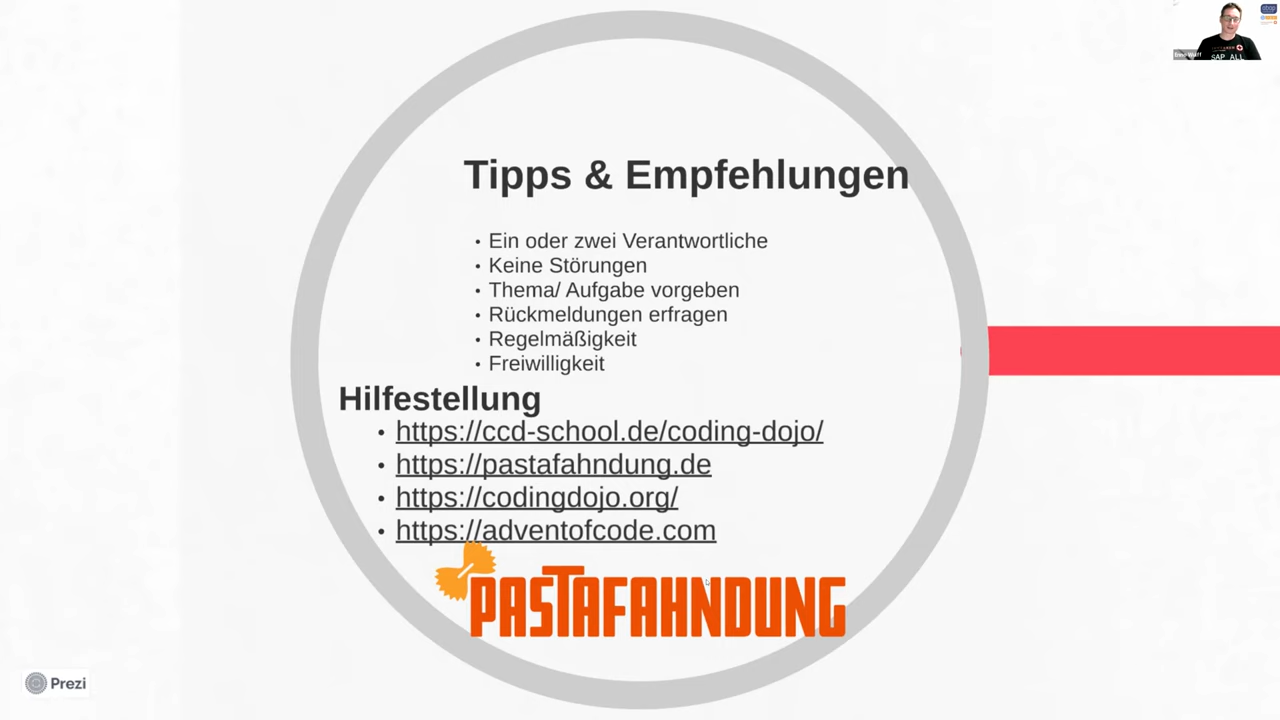 Tipps & Empfehlungen
• Ein oder zwei Verantwortliche
• Keine Störungen
• Thema/ Aufgabe vorgeben
• Rückmeldungen erfragen
• Regelmäßigkeit
• Freiwilligkeit
Hilfestellung
• https://ccd-school.de/coding-dojo/
• https://pastafahndung.de
• https://codingdojo.org/
• https://adventofcode.com
PASTAFAHNDUNG
Prezi
SAP_ALL